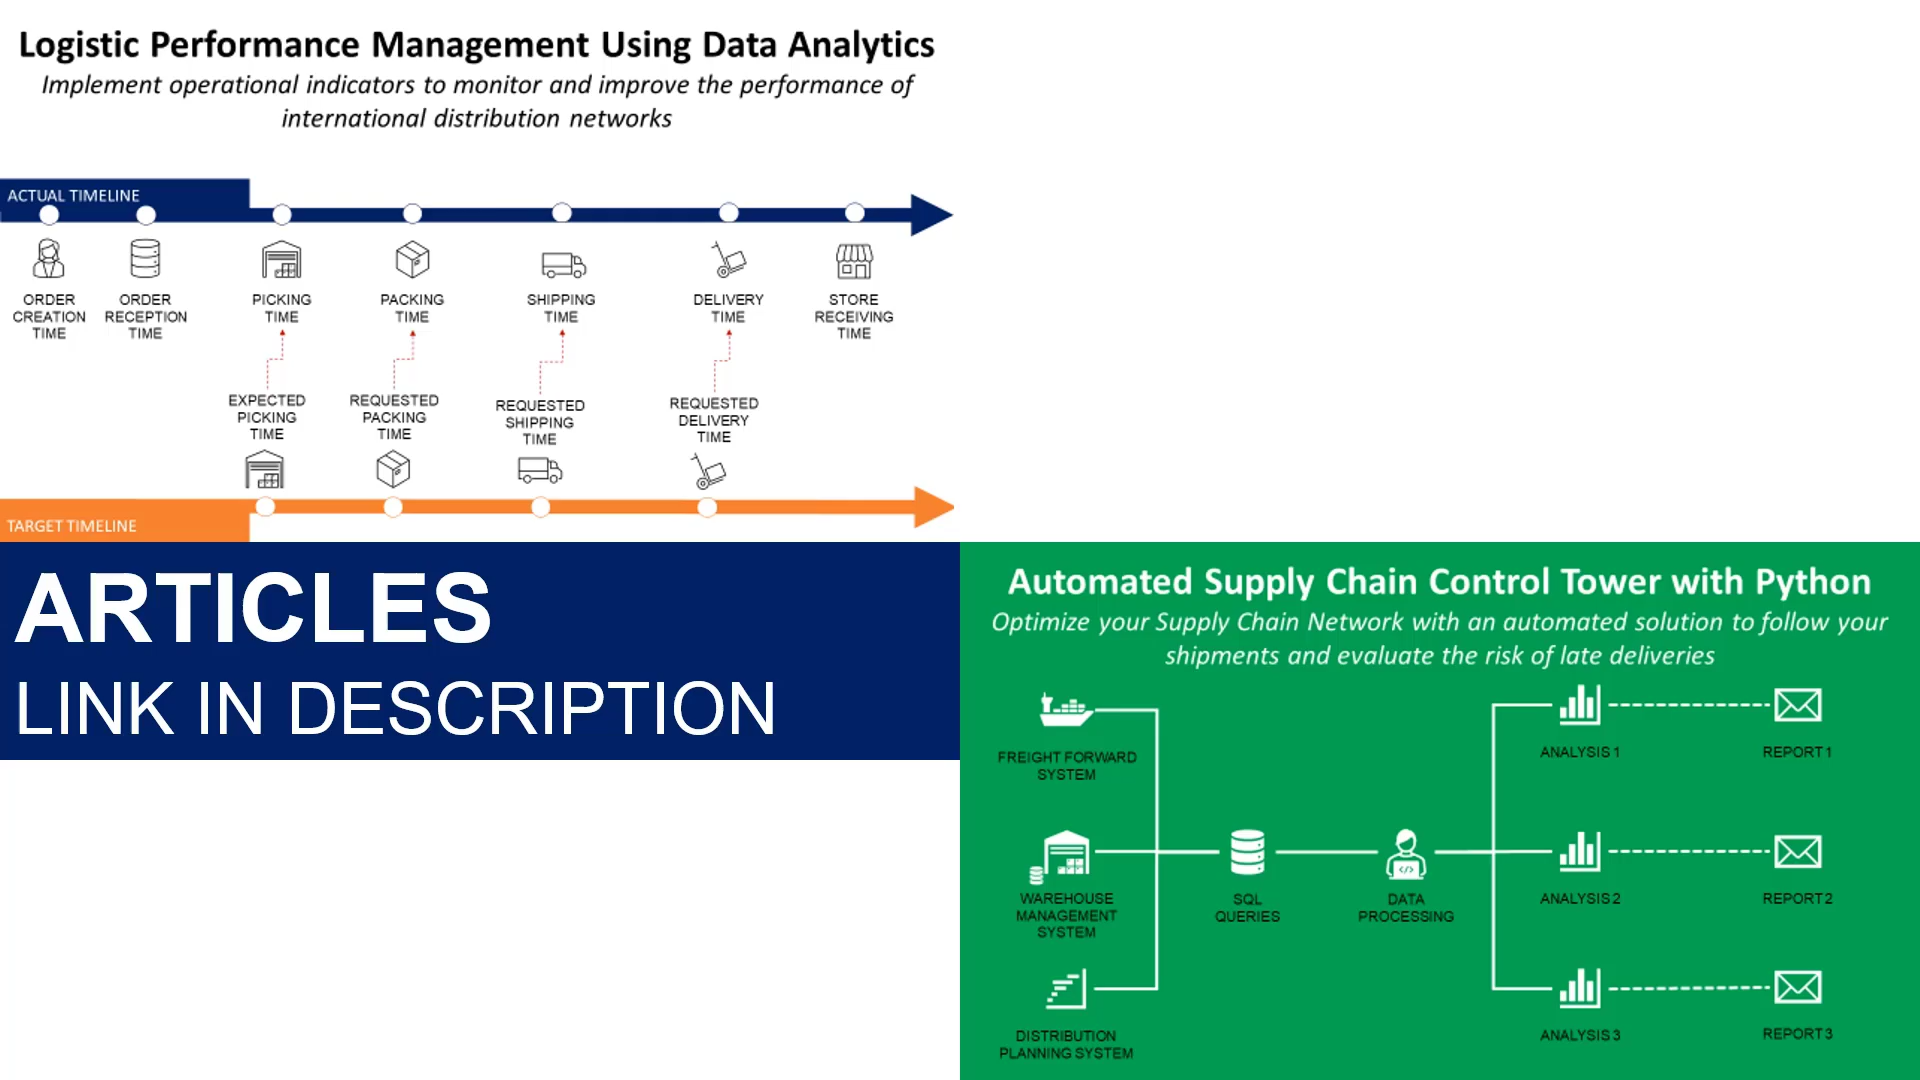 Logistic Performance Management Using Data Analytics
Implement operational indicators to monitor and improve the performance of
international distribution networks
ACTUAL TIMELINE
ORDER
CREATION
TIME
ORDER
RECEPTION
TIME
PICKING
TIME
PACKING
TIME
SHIPPING
TIME
DELIVERY
TIME
STORE
RECEIVING
TIME
EXPECTED
PICKING
TIME
REQUESTED
PACKING
TIME
REQUESTED
SHIPPING
TIME
REQUESTED
DELIVERY
TIME
TARGET TIMELINE
ARTICLES
LINK IN DESCRIPTION
Automated Supply Chain Control Tower with Python
Optimize your Supply Chain Network with an automated solution to follow your
shipments and evaluate the risk of late deliveries
FREIGHT FORWARD
SYSTEM
WAREHOUSE
MANAGEMENT
SYSTEM
DISTRIBUTION
PLANNING SYSTEM
SQL
QUERIES
</>
DATA
PROCESSING
ANALYSIS 1
REPORT 1
ANALYSIS 2
REPORT 2
ANALYSIS 3
REPORT 3